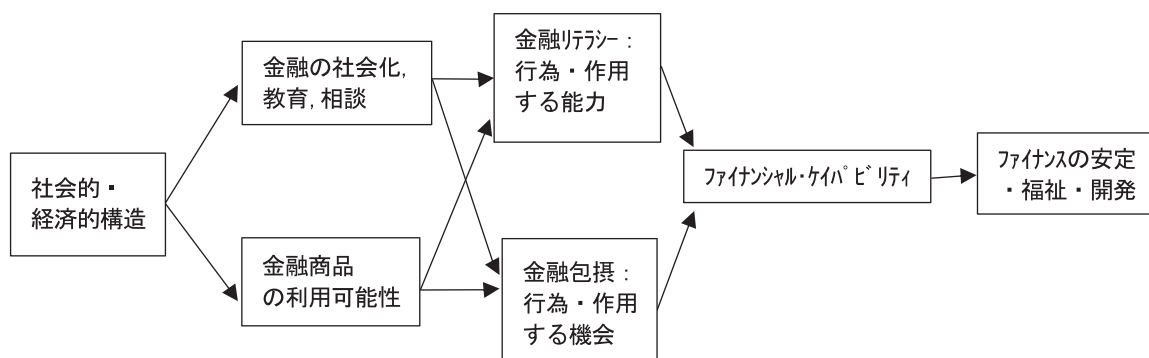 社会的・
経済的構造
金融の社会化,
教育, 相談
金融商品
の利用可能性
金融ﾘﾃﾗｼｰ：
行為・作用
する能力
金融包摂：
行為・作用
する機会
ﾌｧｲﾅﾝｼｬﾙ・ｹｲﾊﾟﾋﾞﾘﾃｨ
ﾌｧｲﾅﾝｽの安定
・福祉・開発